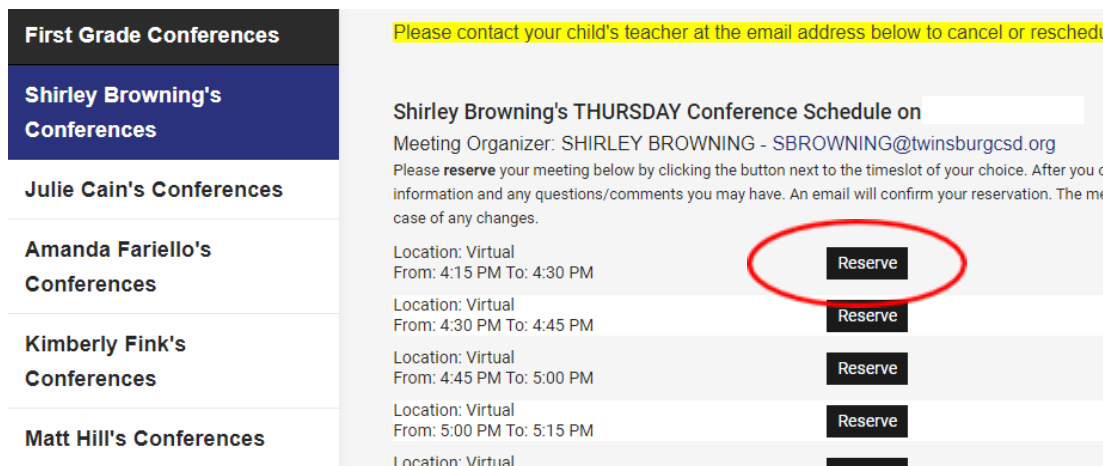 First Grade Conferences
Shirley Browning's
Conferences
Julie Cain's Conferences
Amanda Fariello's
Conferences
Kimberly Fink's
Conferences
Matt Hill's Conferences
Please contact your child's teacher at the email address below to cancel or reschedu
Shirley Browning's THURSDAY Conference Schedule on
Meeting Organizer: SHIRLEY BROWNING - SBROWNING@twinsburgcsd.org
Please reserve your meeting below by clicking the button next to the timeslot of your choice. After you c
information and any questions/comments you may have. An email will confirm your reservation. The me
case of any changes.
Location: Virtual
From: 4:15 PM To: 4:30 PM
Reserve
Location: Virtual
From: 4:30 PM To: 4:45 PM
Reserve
Location: Virtual
From: 4:45 PM To: 5:00 PM
Reserve
Location: Virtual
From: 5:00 PM To: 5:15 PM
Reserve
Location: Virtual